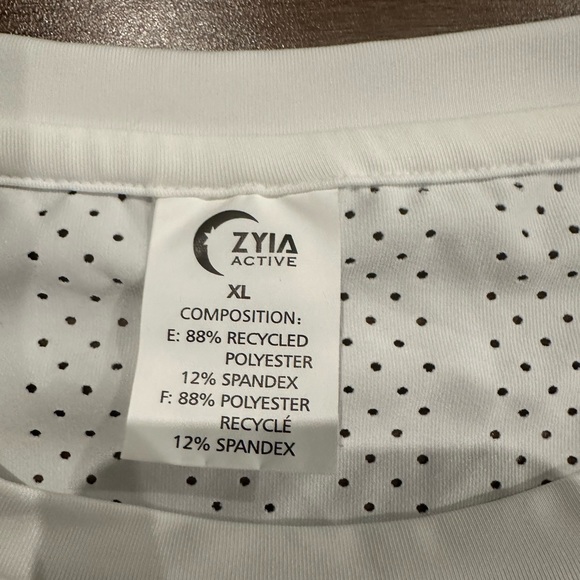 ZYIA
ACTIVE
XL
COMPOSITION:
E: 88% RECYCLED
POLYESTER
12% SPANDEX
F: 88% POLYESTER
RECYCLÉ
12% SPANDEX